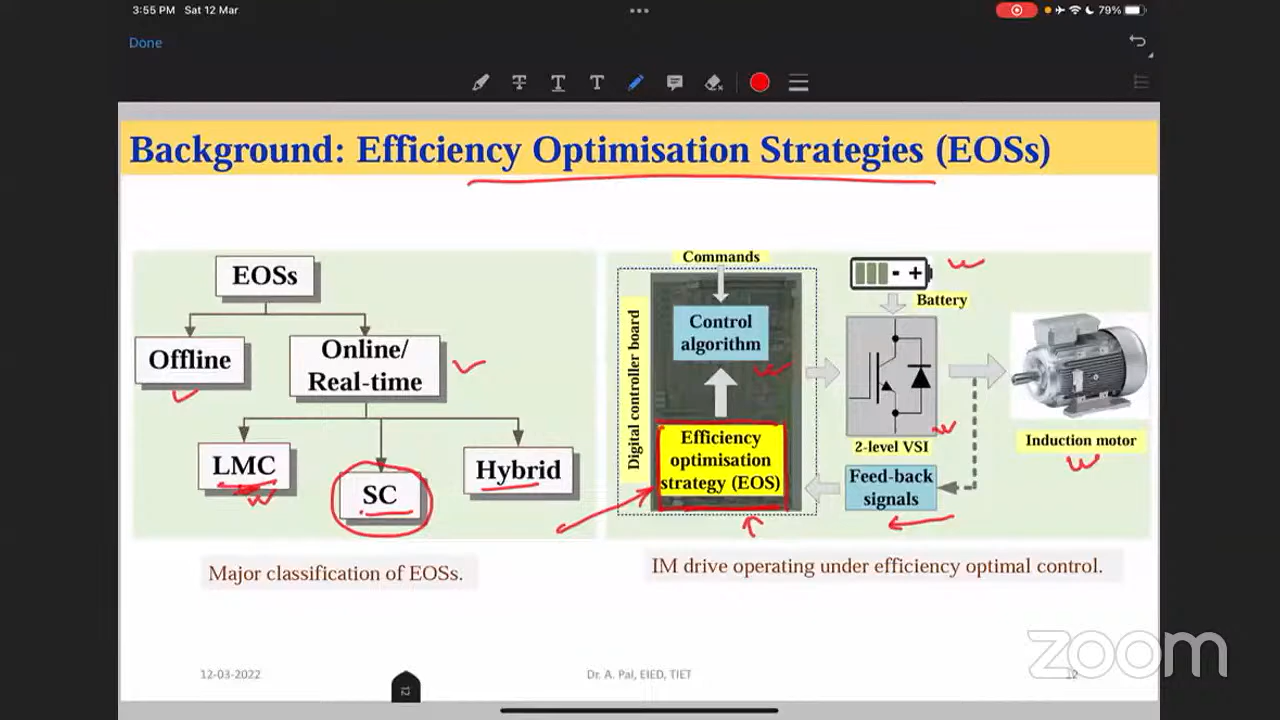 3:55 PM Sat 12 Mar
79%
Done
Background: Efficiency Optimisation Strategies (EOSs)
EOSs
Offline
Online/
Real-time
LMC
SC
Hybrid
Major classification of EOSs.
Commands
Digital controller board
Control
algorithm
Efficiency
optimisation
strategy (EOS)
Battery
2-level VSI
Feed-back
signals
Induction motor
IM drive operating under efficiency optimal control.
12-03-2022
12
Dr. A. Pal, EIED, TIET
12
zoom